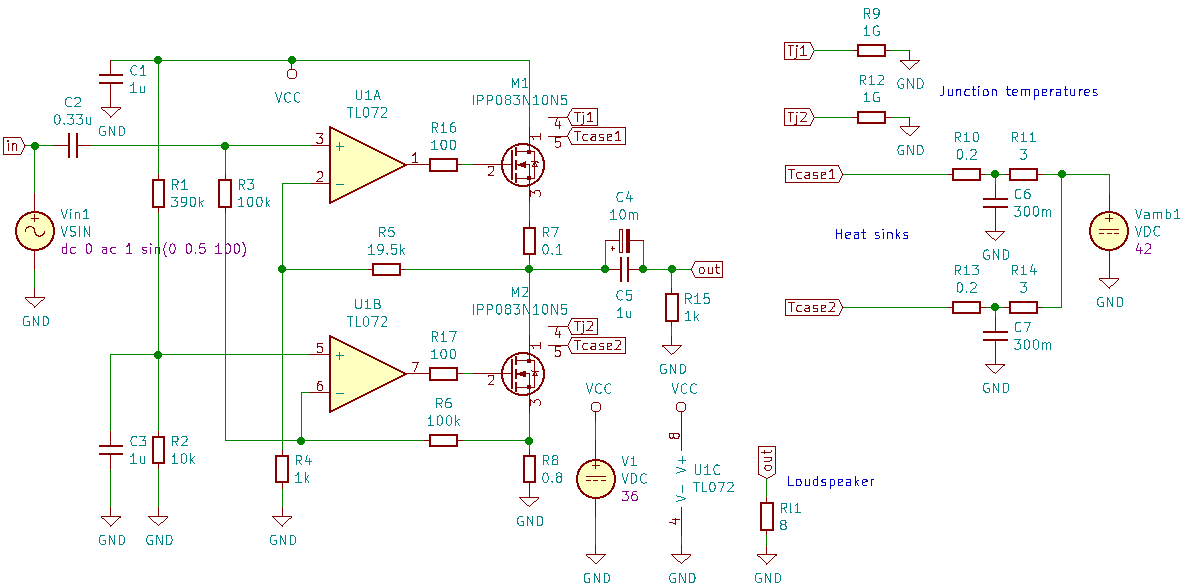 R9
1G
Tj1
GND
R12
1G
Tj2
GND
Junction temperatures
C1
1u
GND
VCC
M1
IPP083N10N5
U1A
TL072
C2
0.33u
in
3
+
2
−
1
R16
100
Tj1
4
Tcase1
5
1
2
3
R10
0.2
R11
3
Tcase1
C6
300m
GND
R1
390k
R3
100k
Vin1
VSIN
dc 0 ac 1 sin(0 0.5 100)
+
GND
R5
19.5k
R7
0.1
C4
10m
+
C5
1u
out
R15
1k
GND
Heat sinks
Vamb1
VDC
42
+
GND
R13
0.2
R14
3
Tcase2
C7
300m
GND
M2
IPP083N10N5
U1B
TL072
5
+
6
−
7
R17
100
Tj2
4
Tcase2
5
1
2
3
R6
100k
C3
1u
R2
10k
R4
1k
R8
0.8
GND
GND
GND
GND
VCC
V1
VDC
36
+
GND
VCC
8
V+
V-
4
U1C
TL072
GND
out
Loudspeaker
Rl1
8
GND